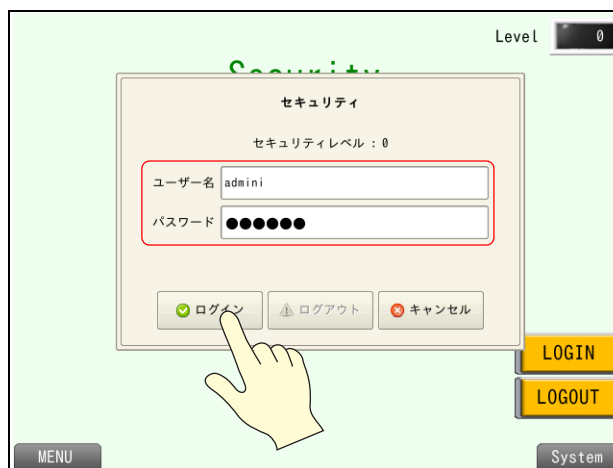 Level 0
Security
セキュリティ
セキュリティレベル : 0
ユーザー名 admini
パスワード ●●●●●●
ログイン ログアウト キャンセル
LOGIN
LOGOUT
MENU System